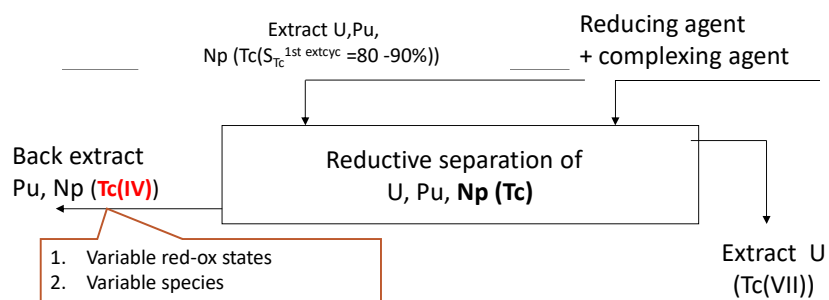 Extract U,Pu,
Np (Tc(S_Tc^1st extcyc =80 -90%))
Reducing agent
+ complexing agent
Reductive separation of
U, Pu, Np (Tc)
Back extract
Pu, Np (Tc(IV))
1. Variable red-ox states
2. Variable species
Extract U
(Tc(VII))